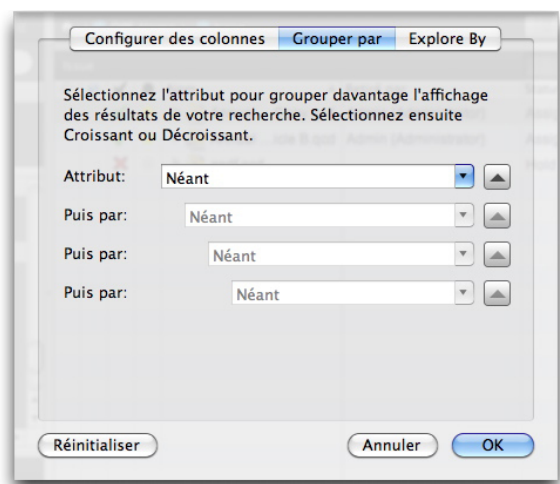 Configurer des colonnes Grouper par Explore By
Sélectionnez l'attribut pour grouper davantage l'affichage
des résultats de votre recherche. Sélectionnez ensuite
Croissant ou Décroissant.
Attribut: Néant
Puis par: Néant
Puis par: Néant
Puis par: Néant
Réinitialiser Annuler OK